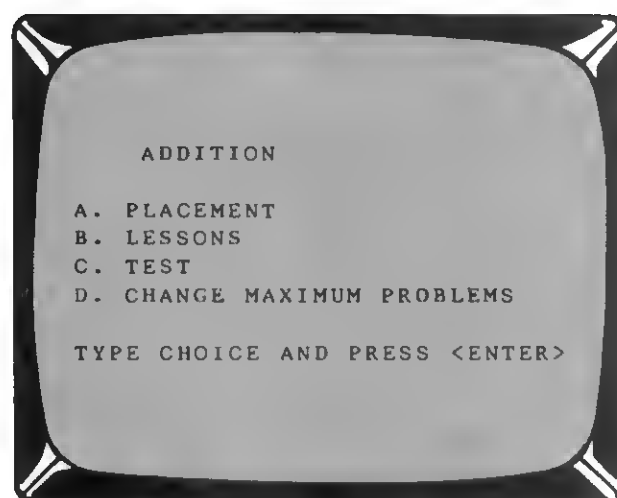 ADDITION
A. PLACEMENT
B. LESSONS
C. TEST
D. CHANGE MAXIMUM PROBLEMS
TYPE CHOICE AND PRESS <ENTER>